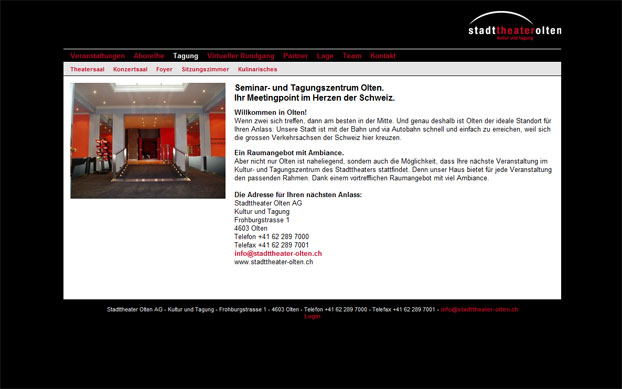 stadttheaterolten
kultur und tagung
Veranstaltungen Aboreihe Tagung Virtueller Rundgang Partner Lage Team Kontakt
Theatersaal Konzertsaal Foyer Sitzungszimmer Kulinarisches
Seminar- und Tagungszentrum Olten.
Ihr Meetingpoint im Herzen der Schweiz.
Willkommen in Olten!
Wenn zwei sich treffen, dann am besten in der Mitte. Und genau deshalb ist Olten der ideale Standort für
Ihren Anlass: Unsere Stadt ist mit der Bahn und via Autobahn schnell und einfach zu erreichen, weil sich
die grossen Verkehrsachsen der Schweiz hier kreuzen.
Ein Raumangebot mit Ambiance.
Aber nicht nur Olten ist naheliegend, sondern auch die Möglichkeit, dass Ihre nächste Veranstaltung im
Kultur- und Tagungszentrum des Stadttheaters stattfindet. Denn unser Haus bietet für jede Veranstaltung
den passenden Rahmen. Dank einem vortrefflichen Raumangebot mit viel Ambiance.
Die Adresse für Ihren nächsten Anlass:
Stadttheater Olten AG
Kultur und Tagung
Frohburgstrasse 1
4603 Olten
Telefon +41 62 289 7000
Telefax +41 62 289 7001
info@stadttheater-olten.ch
www.stadttheater-olten.ch
Stadttheater Olten AG - Kultur und Tagung - Frohburgstrasse 1 - 4603 Olten - Telefon +41 62 289 7000 - Telefax +41 62 289 7001 - info@stadttheater-olten.ch
Login